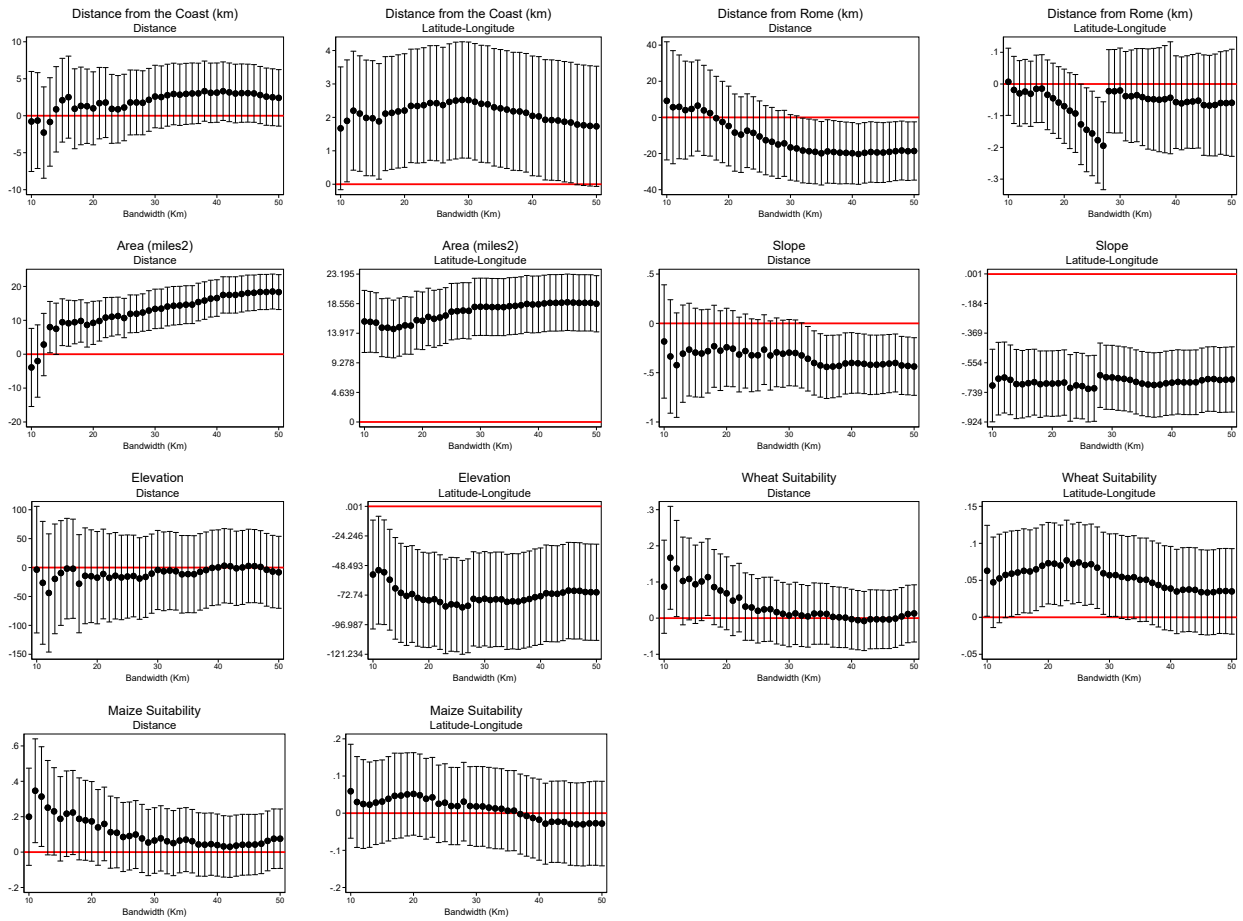 Distance from the Coast (km)
Distance
10
5
0
-5
-10
10 20 30 40 50
Bandwidth (Km)
Distance from the Coast (km)
Latitude-Longitude
4
3
2
1
0
10 20 30 40 50
Bandwidth (Km)
Distance from Rome (km)
Distance
40
20
0
-20
-40
10 20 30 40 50
Bandwidth (Km)
Distance from Rome (km)
Latitude-Longitude
.1
0
-.1
-.2
-.3
10 20 30 40 50
Bandwidth (Km)
Area (miles2)
Distance
20
10
0
-10
-20
10 20 30 40 50
Bandwidth (Km)
Area (miles2)
Latitude-Longitude
23.195
18.556
13.917
9.278
4.639
0
10 20 30 40 50
Bandwidth (Km)
Slope
Distance
.5
0
-.5
-1
10 20 30 40 50
Bandwidth (Km)
Slope
Latitude-Longitude
.001
-.184
-.369
-.554
-.739
-.924
10 20 30 40 50
Bandwidth (Km)
Elevation
Distance
100
50
0
-50
-100
-150
10 20 30 40 50
Bandwidth (Km)
Elevation
Latitude-Longitude
.001
-24.246
-48.493
-72.74
-96.987
-121.234
10 20 30 40 50
Bandwidth (Km)
Wheat Suitability
Distance
.3
.2
.1
0
-.1
10 20 30 40 50
Bandwidth (Km)
Wheat Suitability
Latitude-Longitude
.15
.1
.05
0
-.05
10 20 30 40 50
Bandwidth (Km)
Maize Suitability
Distance
.6
.4
.2
0
-.2
10 20 30 40 50
Bandwidth (Km)
Maize Suitability
Latitude-Longitude
.2
.1
0
-.1
-.2
10 20 30 40 50
Bandwidth (Km)